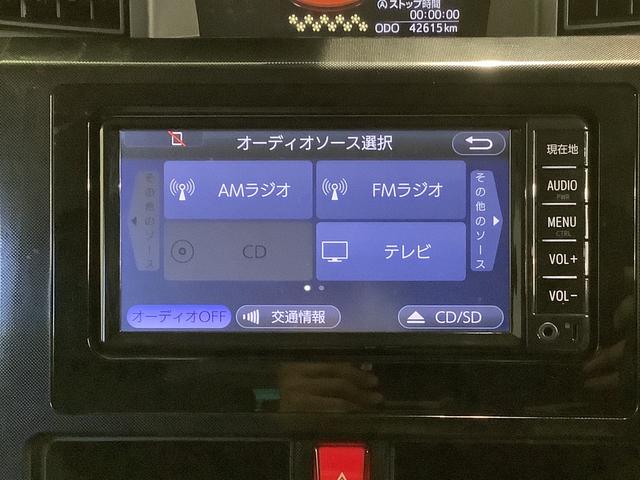 ストップ時間
00:00:00
ODO 42615km
オーディオソース選択
その他のソース
AMラジオ
FMラジオ
CD
テレビ
その他のソース
オーディオOFF
交通情報
CD/SD
現在地
AUDIO
PWR
MENU
CTRL
VOL+
VOL-